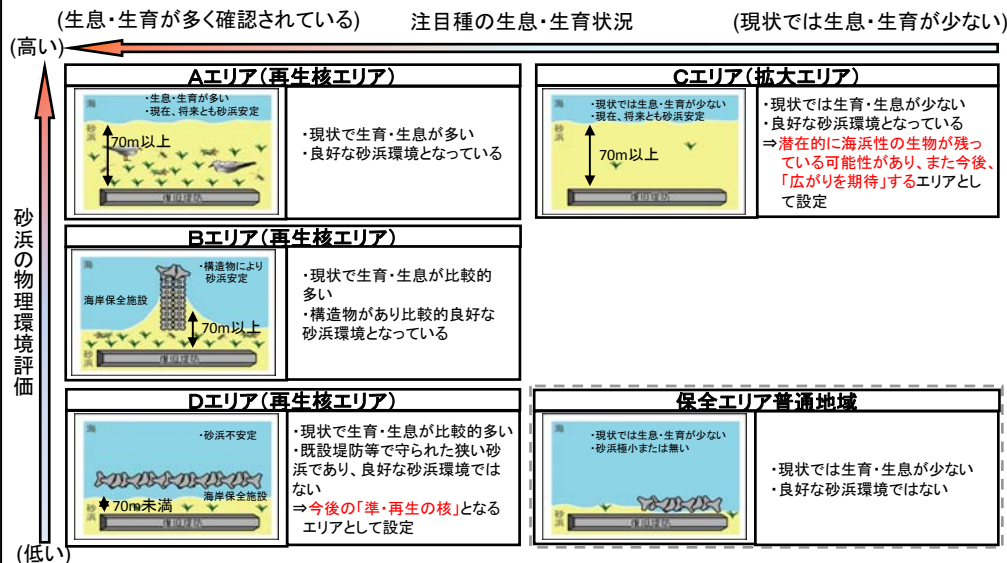 (生息・生育が多く確認されている)
注目種の生息・生育状況
(現状では生息・生育が少ない)
(高い)
砂浜の物理環境評価
(低い)
Aエリア(再生核エリア)
海
・生息・生育が多い
・現在、将来とも砂浜安定
砂浜
70m以上
復旧堤防
・現状で生育・生息が多い
・良好な砂浜環境となっている
Cエリア(拡大エリア)
海
・現状では生息・生育が少ない
・現在、将来とも砂浜安定
砂浜
70m以上
復旧堤防
・現状では生育・生息が少ない
・良好な砂浜環境となっている
⇒潜在的に海浜性の生物が残っ
ている可能性があり、また今後、
「広がりを期待」するエリアとし
て設定
Bエリア(再生核エリア)
海
・構造物により
砂浜安定
海岸保全施設
70m以上
砂浜
復旧堤防
・現状で生育・生息が比較的
多い
・構造物があり比較的良好な
砂浜環境となっている
Dエリア(再生核エリア)
海
・砂浜不安定
海岸保全施設
70m未満
砂浜
復旧堤防
・現状で生育・生息が比較的多い
・既設堤防等で守られた狭い砂
浜であり、良好な砂浜環境では
ない
⇒今後の「準・再生の核」となる
エリアとして設定
保全エリア普通地域
海
・現状では生息・生育が少ない
・砂浜極小または無い
砂浜
復旧堤防
・現状では生育・生息が少ない
・良好な砂浜環境ではない